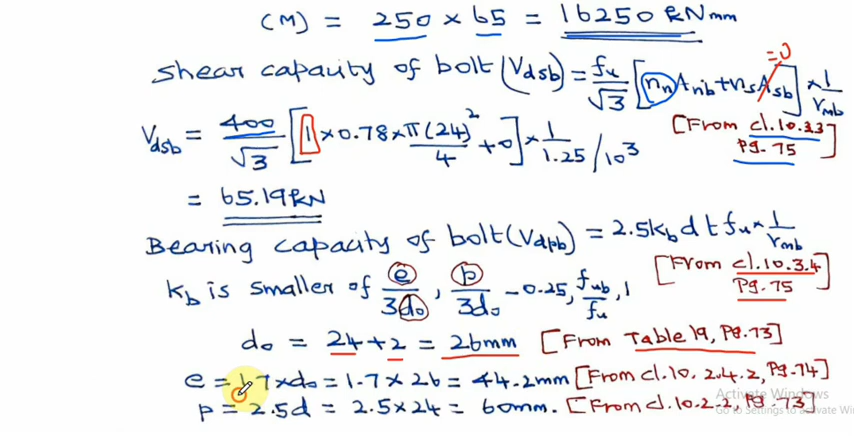 (M) = 250 × 65 = 16250 kNmm
Shear capacity of bolt (Vdsb) = fu/√3 [nn Anb + ns Asb] × 1/γmb
=0
Vdsb = 400/√3 [1 × 0.78 × π(24)²/4 + 0] × 1/1.25 /10³
[From cl.10.3.3
Pg.75]
= 65.19 kN
Bearing capacity of bolt (Vdpb) = 2.5 kb d t fu × 1/γmb
kb is smaller of e/3do, p/3do - 0.25, fub/fu, 1
[From cl.10.3.4
Pg.75]
do = 24 + 2 = 26mm [From Table 19, Pg.73]
e = 1.7 × do = 1.7 × 26 = 44.2mm [From cl.10.2.4.2, Pg.74]
p = 2.5d = 2.5 × 24 = 60mm. [From cl.10.2.2, Pg.73]
Activate Windows
Go to Settings to activate Wi